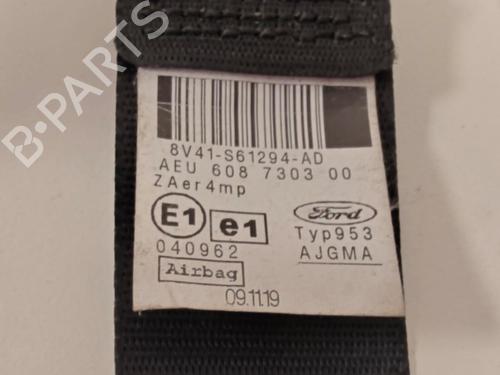 8V41-S61294-AD
AEU 608 7303 00
ZAer4mp
E1 e1
Ford
040962
Typ953
Airbag
AJGMA
09.11.19
B-PARTS